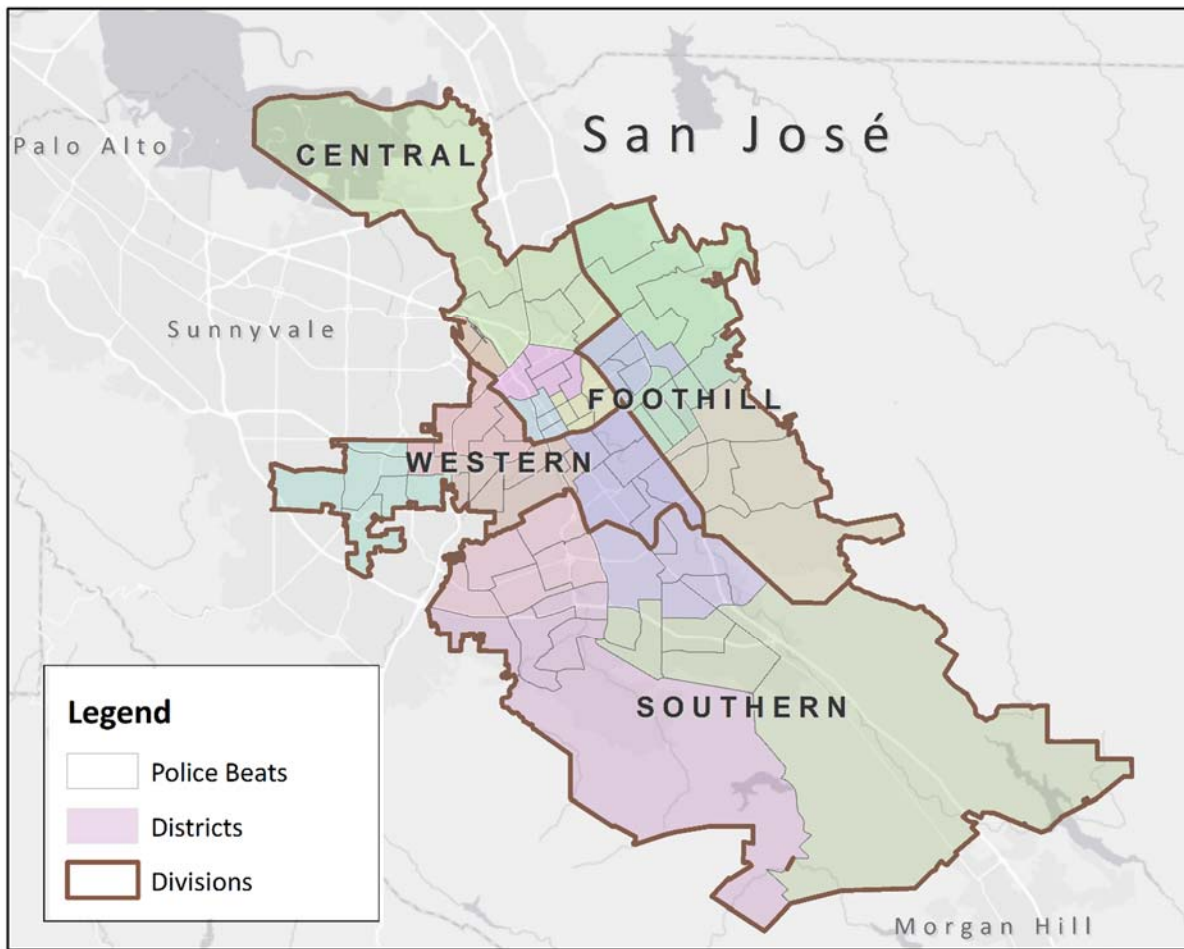 San José
Palo Alto
CENTRAL
Sunnyvale
FOOTHILL
WESTERN
SOUTHERN
Morgan Hill
Legend
Police Beats
Districts
Divisions